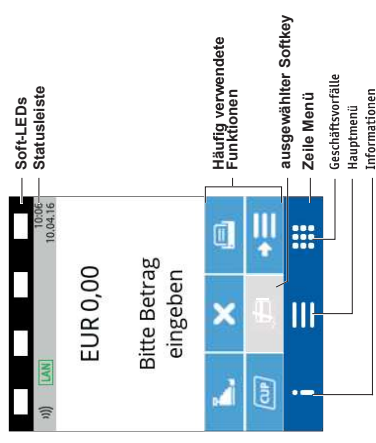 Soft-LEDs
Statusleiste
LAN
10:06
10.04.16
EUR 0,00
Bitte Betrag
eingeben
Häufig verwendete
Funktionen
CUP
ausgewählter Softkey
Zeile Menü
Geschäftsvorfälle
Hauptmenü
Informationen